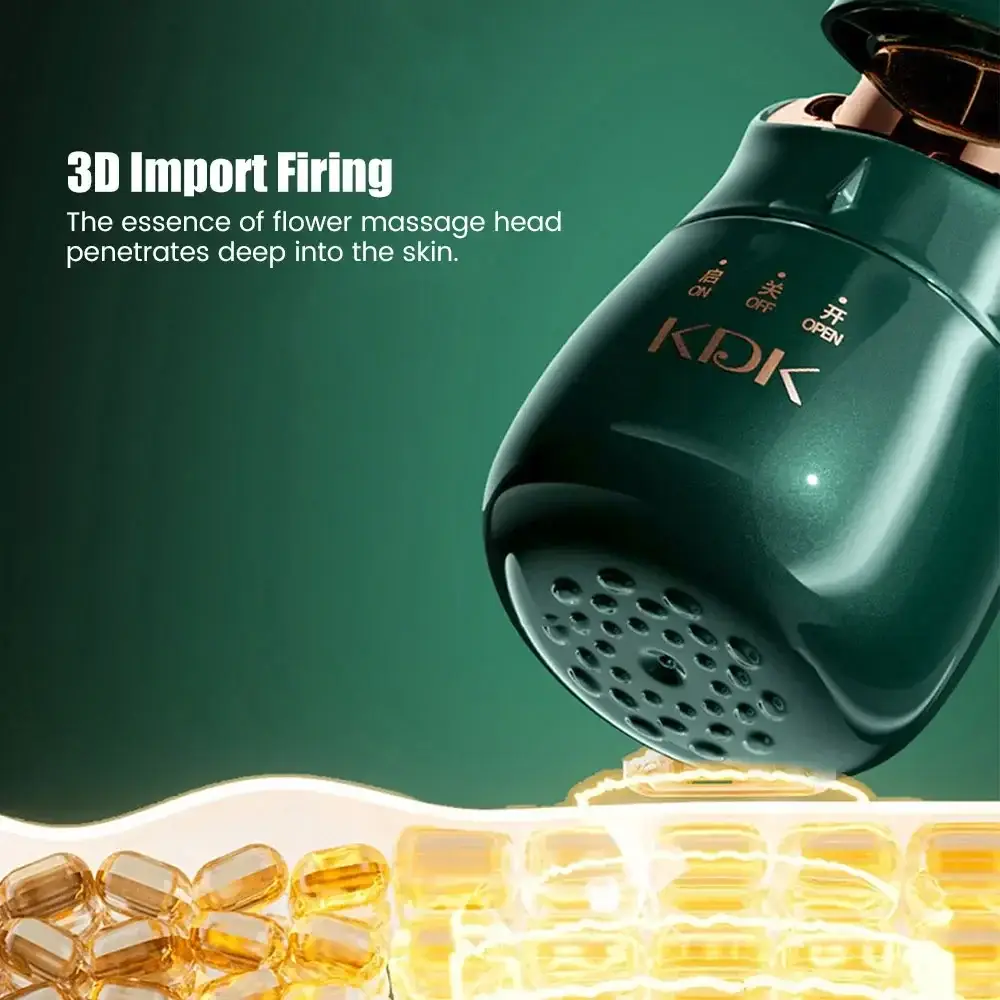 3D Import Firing
The essence of flower massage head
penetrates deep into the skin.
启 关 开
ON OFF OPEN
KDK